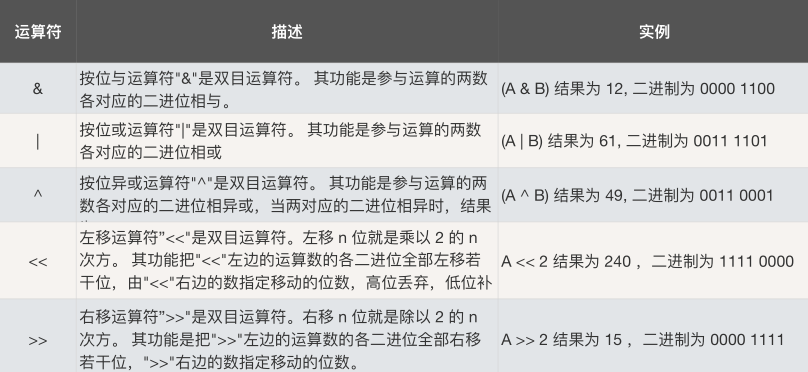 运算符 描述 实例
& 按位与运算符"&"是双目运算符。 其功能是参与运算的两数 (A & B) 结果为 12, 二进制为 0000 1100
各对应的二进位相与。
| 按位或运算符"|"是双目运算符。 其功能是参与运算的两数 (A | B) 结果为 61, 二进制为 0011 1101
各对应的二进位相或
^ 按位异或运算符"^"是双目运算符。 其功能是参与运算的两 (A ^ B) 结果为 49, 二进制为 0011 0001
数各对应的二进位相异或，当两对应的二进位相异时，结果
左移运算符”<<"是双目运算符。左移 n 位就是乘以 2 的 n
<< 次方。 其功能把"<<"左边的运算数的各二进位全部左移若 A << 2 结果为 240 ，二进制为 1111 0000
干位，由"<<"右边的数指定移动的位数，高位丢弃，低位补
右移运算符”>>"是双目运算符。右移 n 位就是除以 2 的 n
>> 次方。 其功能是把">>"左边的运算数的各二进位全部右移 A >> 2 结果为 15 ，二进制为 0000 1111
若干位，">>"右边的数指定移动的位数。